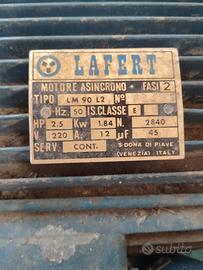 LAFERT
MOTORE ASINCRONO FASI 2
TIPO LM 90 L2 Nº
Hz. 50 IS.CLASSE E
HP 2.5 Kw 1.84 N. 2840
V 220 A. 12 µF 45
SERV. CONT. S.DONA DI PIAVE
(VENEZIA) ITALY
subito